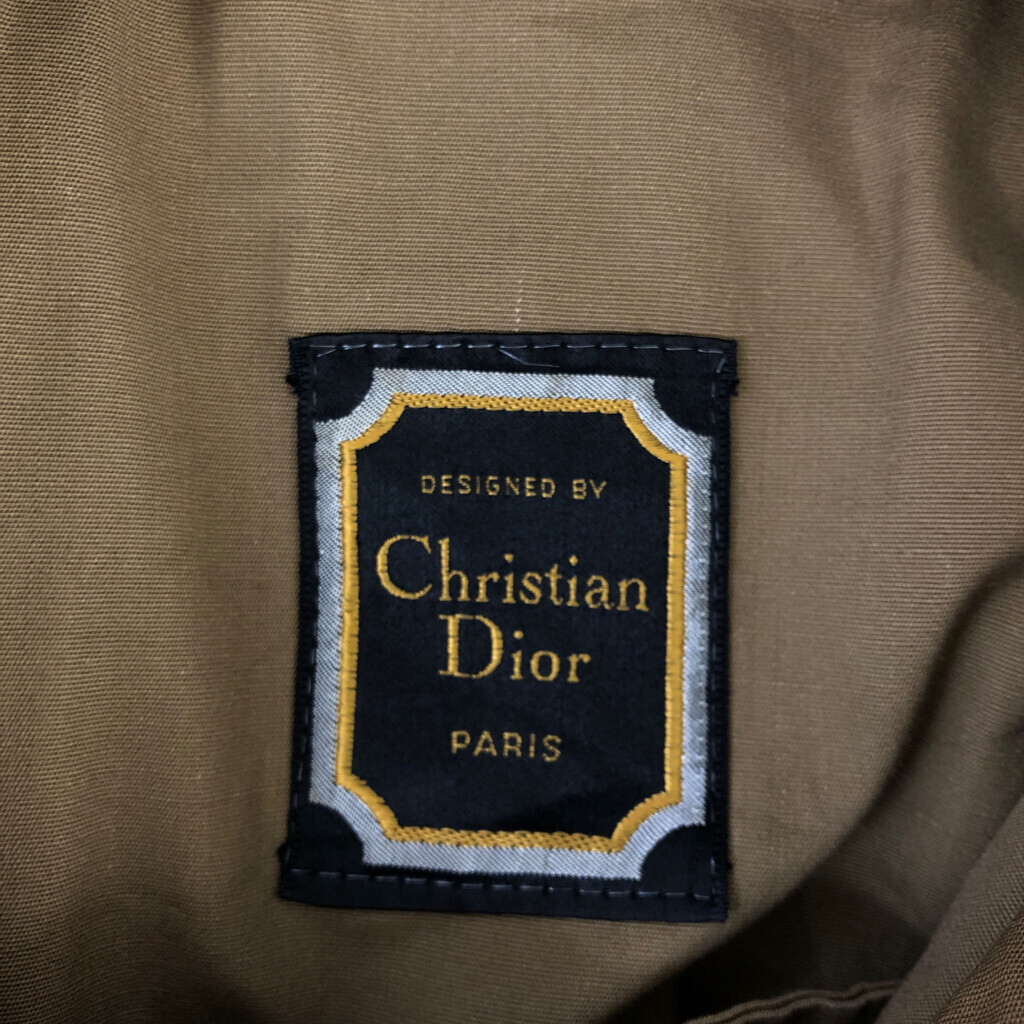 DESIGNED BY
Christian
Dior
PARIS